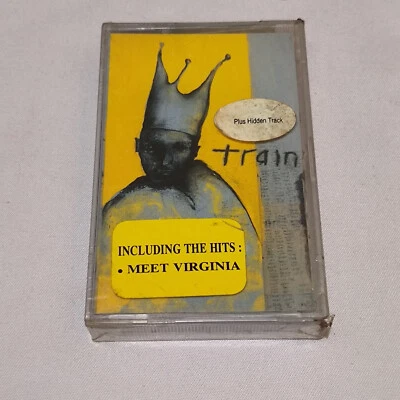 Plus Hidden Track
train
INCLUDING THE HITS :
• MEET VIRGINIA